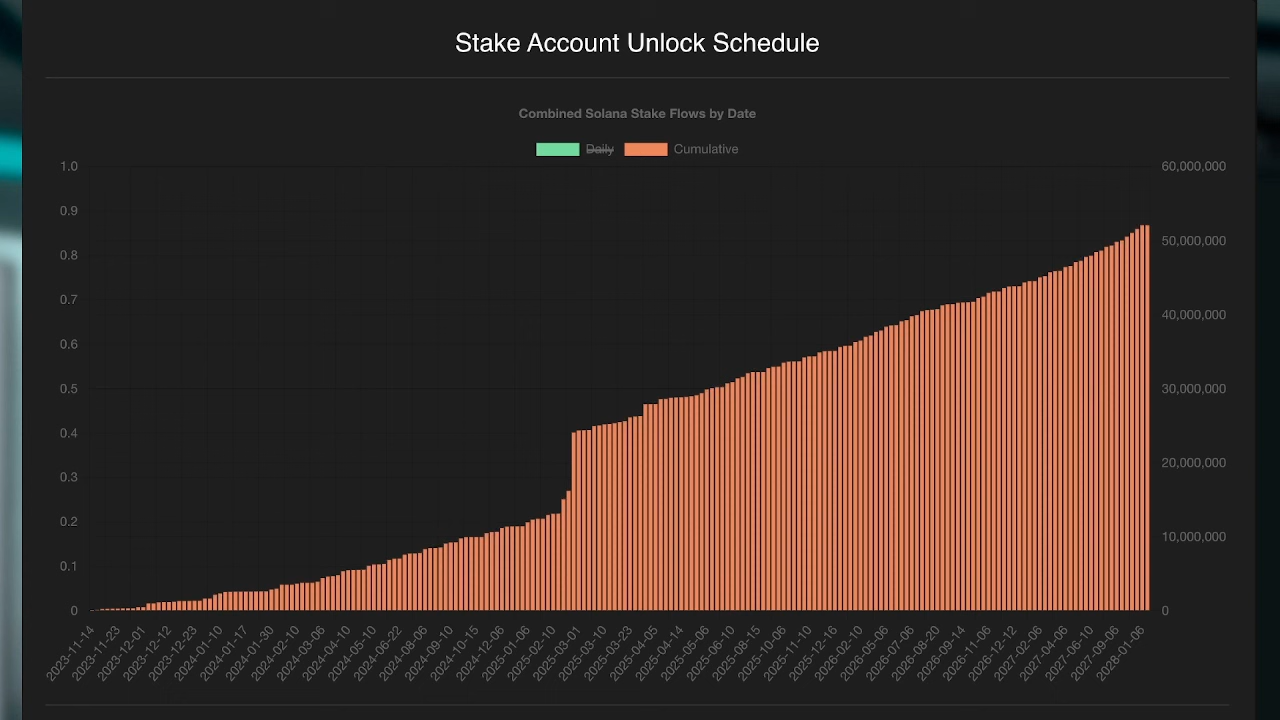 Stake Account Unlock Schedule
Combined Solana Stake Flows by Date
Daily Cumulative
1.0 60,000,000
0.9
0.8 50,000,000
0.7 40,000,000
0.6
0.5 30,000,000
0.4
0.3 20,000,000
0.2
0.1 10,000,000
0 0
2023-11-14 2023-11-23 2023-12-01 2023-12-12 2023-12-23 2024-01-10 2024-01-17 2024-01-30 2024-02-10 2024-03-06 2024-04-10 2024-05-10 2024-06-22 2024-08-06 2024-09-10 2024-10-15 2024-12-06 2025-01-06 2025-02-10 2025-03-01 2025-03-10 2025-03-23 2025-04-05 2025-04-14 2025-05-06 2025-06-10 2025-08-15 2025-10-06 2025-11-10 2025-12-16 2026-02-10 2026-05-06 2026-07-06 2026-08-20 2026-09-14 2026-11-06 2026-12-12 2027-02-06 2027-04-06 2027-06-10 2027-09-06 2028-01-06